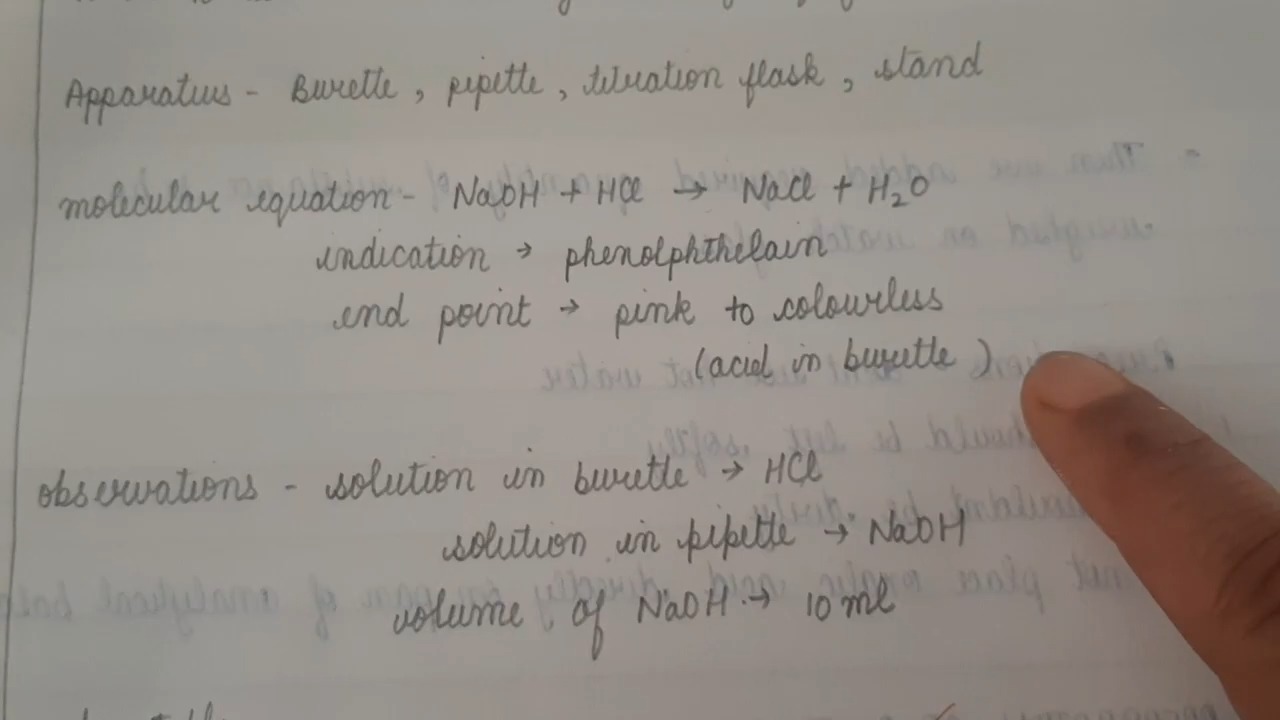 Apparatus - Burette, pipette, titration flask, stand
molecular equation - NaOH + HCl → NaCl + H₂O
indication → phenolphthelain
end point → pink to colourless
(acid in burette)
observations - solution in burette → HCl
solution in pipette → NaOH
volume of NaOH → 10 ml